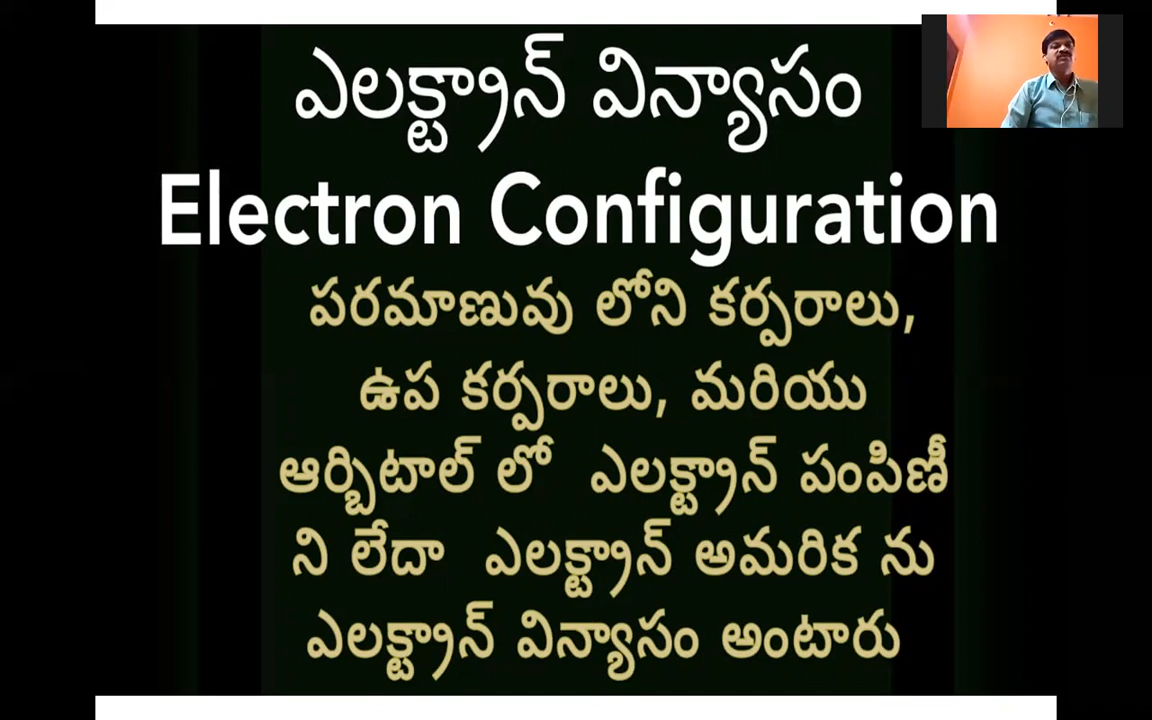 ఎలక్ట్రాన్ విన్యాసం
Electron Configuration
పరమాణువు లోని కర్పరాలు,
ఉప కర్పరాలు, మరియు
ఆర్బిటాల్ లో ఎలక్ట్రాన్ పంపిణీ
ని లేదా ఎలక్ట్రాన్ అమరిక ను
ఎలక్ట్రాన్ విన్యాసం అంటారు